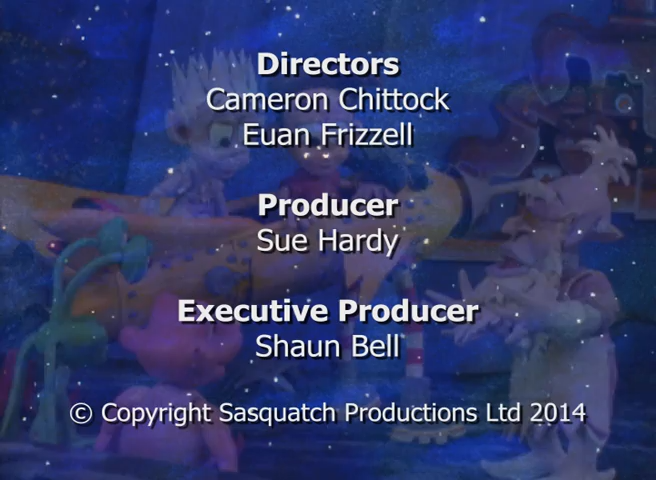 Directors
Cameron Chittock
Euan Frizzell
Producer
Sue Hardy
Executive Producer
Shaun Bell
© Copyright Sasquatch Productions Ltd 2014